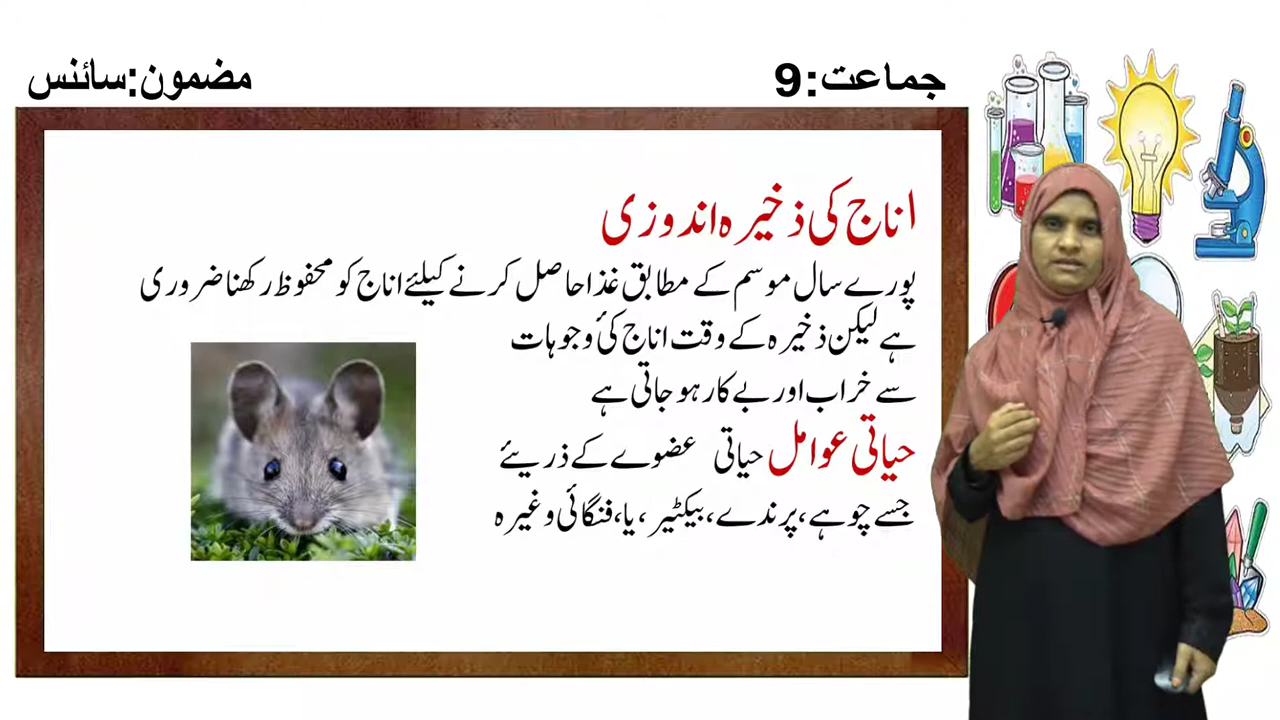 جماعت:9
مضمون:سائنس
اناج کی ذخیرہ اندوزی
پورے سال موسم کے مطابق غذا حاصل کرنے کیلئے اناج کو محفوظ رکھنا ضروری
ہے لیکن ذخیرہ کے وقت اناج کئ وجوہات
سے خراب اور بے کار ہو جاتی ہے
حیاتی عوامل حیاتی عضوے کے ذریئے
جسے چوہے، پرندے، بیکٹیر، یا، فنگائی وغیرہ